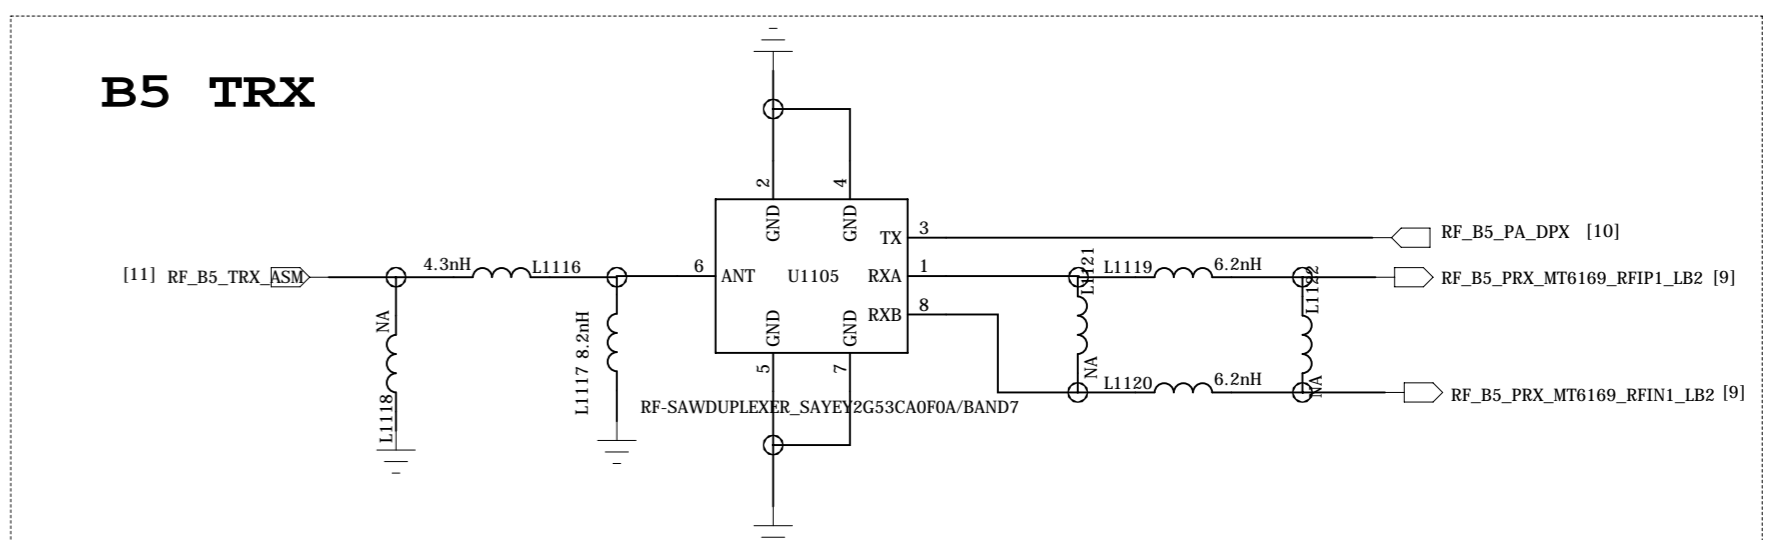 B5 TRX
2
4
GND
GND
TX
3
RF_B5_PA_DPX [10]
[11] RF_B5_TRX_ASM
4.3nH
L1116
6
ANT
U1105
RXA
1
L1121
L1119
6.2nH
L1122
RF_B5_PRX_MT6169_RFIP1_LB2 [9]
RXB
8
NA
L1118
L1117 8.2nH
GND
GND
5
7
NA
L1120
6.2nH
NA
RF_B5_PRX_MT6169_RFIN1_LB2 [9]
RF-SAWDUPLEXER_SAYEY2G53CA0F0A/BAND7